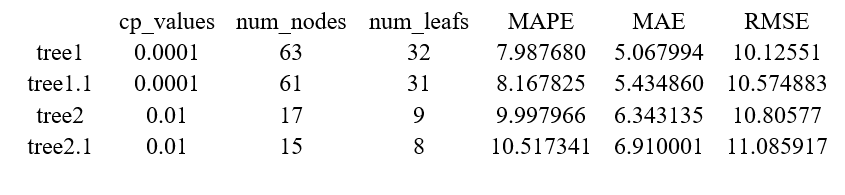 cp_values num_nodes num_leafs MAPE MAE RMSE
tree1 0.0001 63 32 7.987680 5.067994 10.12551
tree1.1 0.0001 61 31 8.167825 5.434860 10.574883
tree2 0.01 17 9 9.997966 6.343135 10.80577
tree2.1 0.01 15 8 10.517341 6.910001 11.085917